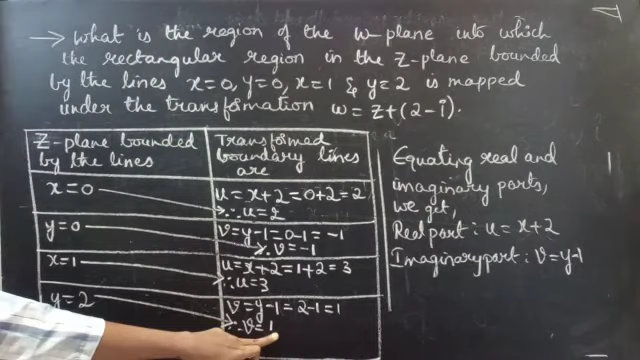 → What is the region of the w-plane into which
the rectangular region in the Z-plane bounded
by the lines x=0, y=0, x=1 & y=2 is mapped
under the transformation w = z+(2-i).
Z-plane bounded
by the lines
Transformed
boundary lines
are
x=0
u=x+2=0+2=2
∴u=2
y=0
v=y-1=0-1=-1
∴v=-1
x=1
u=x+2=1+2=3
∴u=3
y=2
v=y-1=2-1=1
∴v=1
Equating real and
imaginary parts,
we get,
Real part: u=x+2
Imaginary part: v=y-1